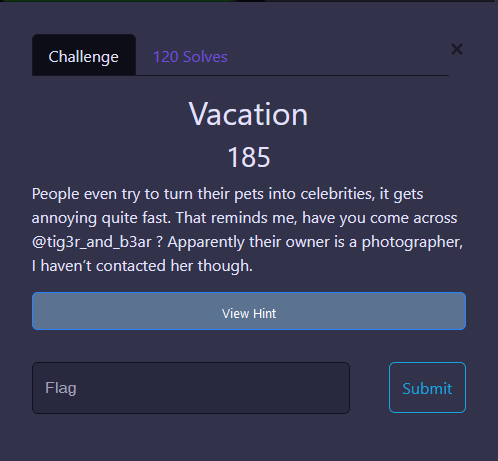 Challenge 120 Solves ×
Vacation
185
People even try to turn their pets into celebrities, it gets
annoying quite fast. That reminds me, have you come across
@tig3r_and_b3ar ? Apparently their owner is a photographer,
I haven’t contacted her though.
View Hint
Flag Submit